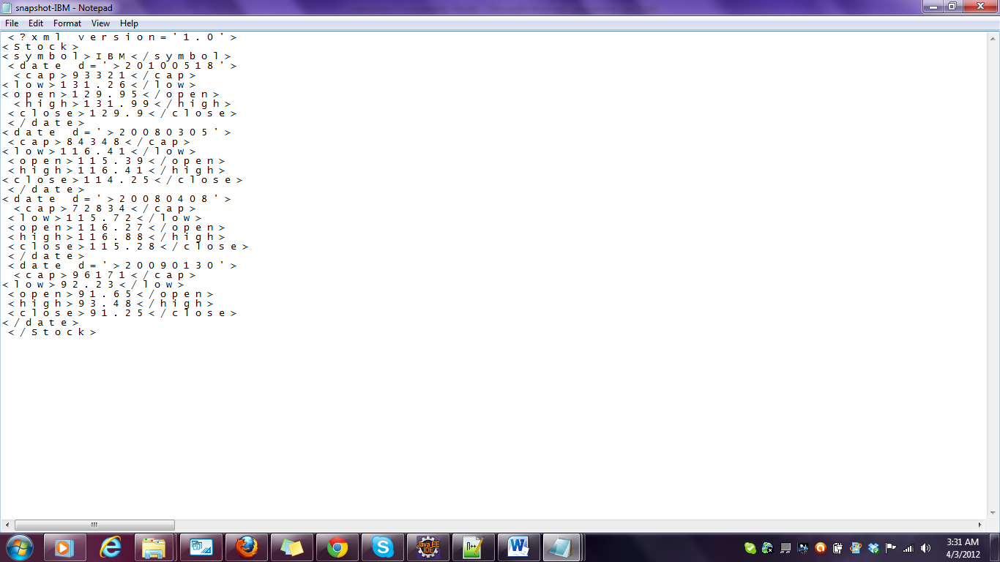 snapshot-IBM - Notepad
File Edit Format View Help
<?xml version='1.0'>
<Stock>
<symbol>IBM</symbol>
<date d='>20100518'>
<cap>93321</cap>
<low>131.26</low>
<open>129.95</open>
<high>131.99</high>
<close>129.9</close>
</date>
<date d='>20080305'>
<cap>84348</cap>
<low>116.41</low>
<open>115.39</open>
<high>116.41</high>
<close>114.25</close>
</date>
<date d='>20080408'>
<cap>72834</cap>
<low>115.72</low>
<open>116.27</open>
<high>116.88</high>
<close>115.28</close>
</date>
<date d='>20090130'>
<cap>96171</cap>
<low>92.23</low>
<open>91.65</open>
<high>93.48</high>
<close>91.25</close>
</date>
</Stock>
Java EE
IDE
3:31 AM
4/3/2012